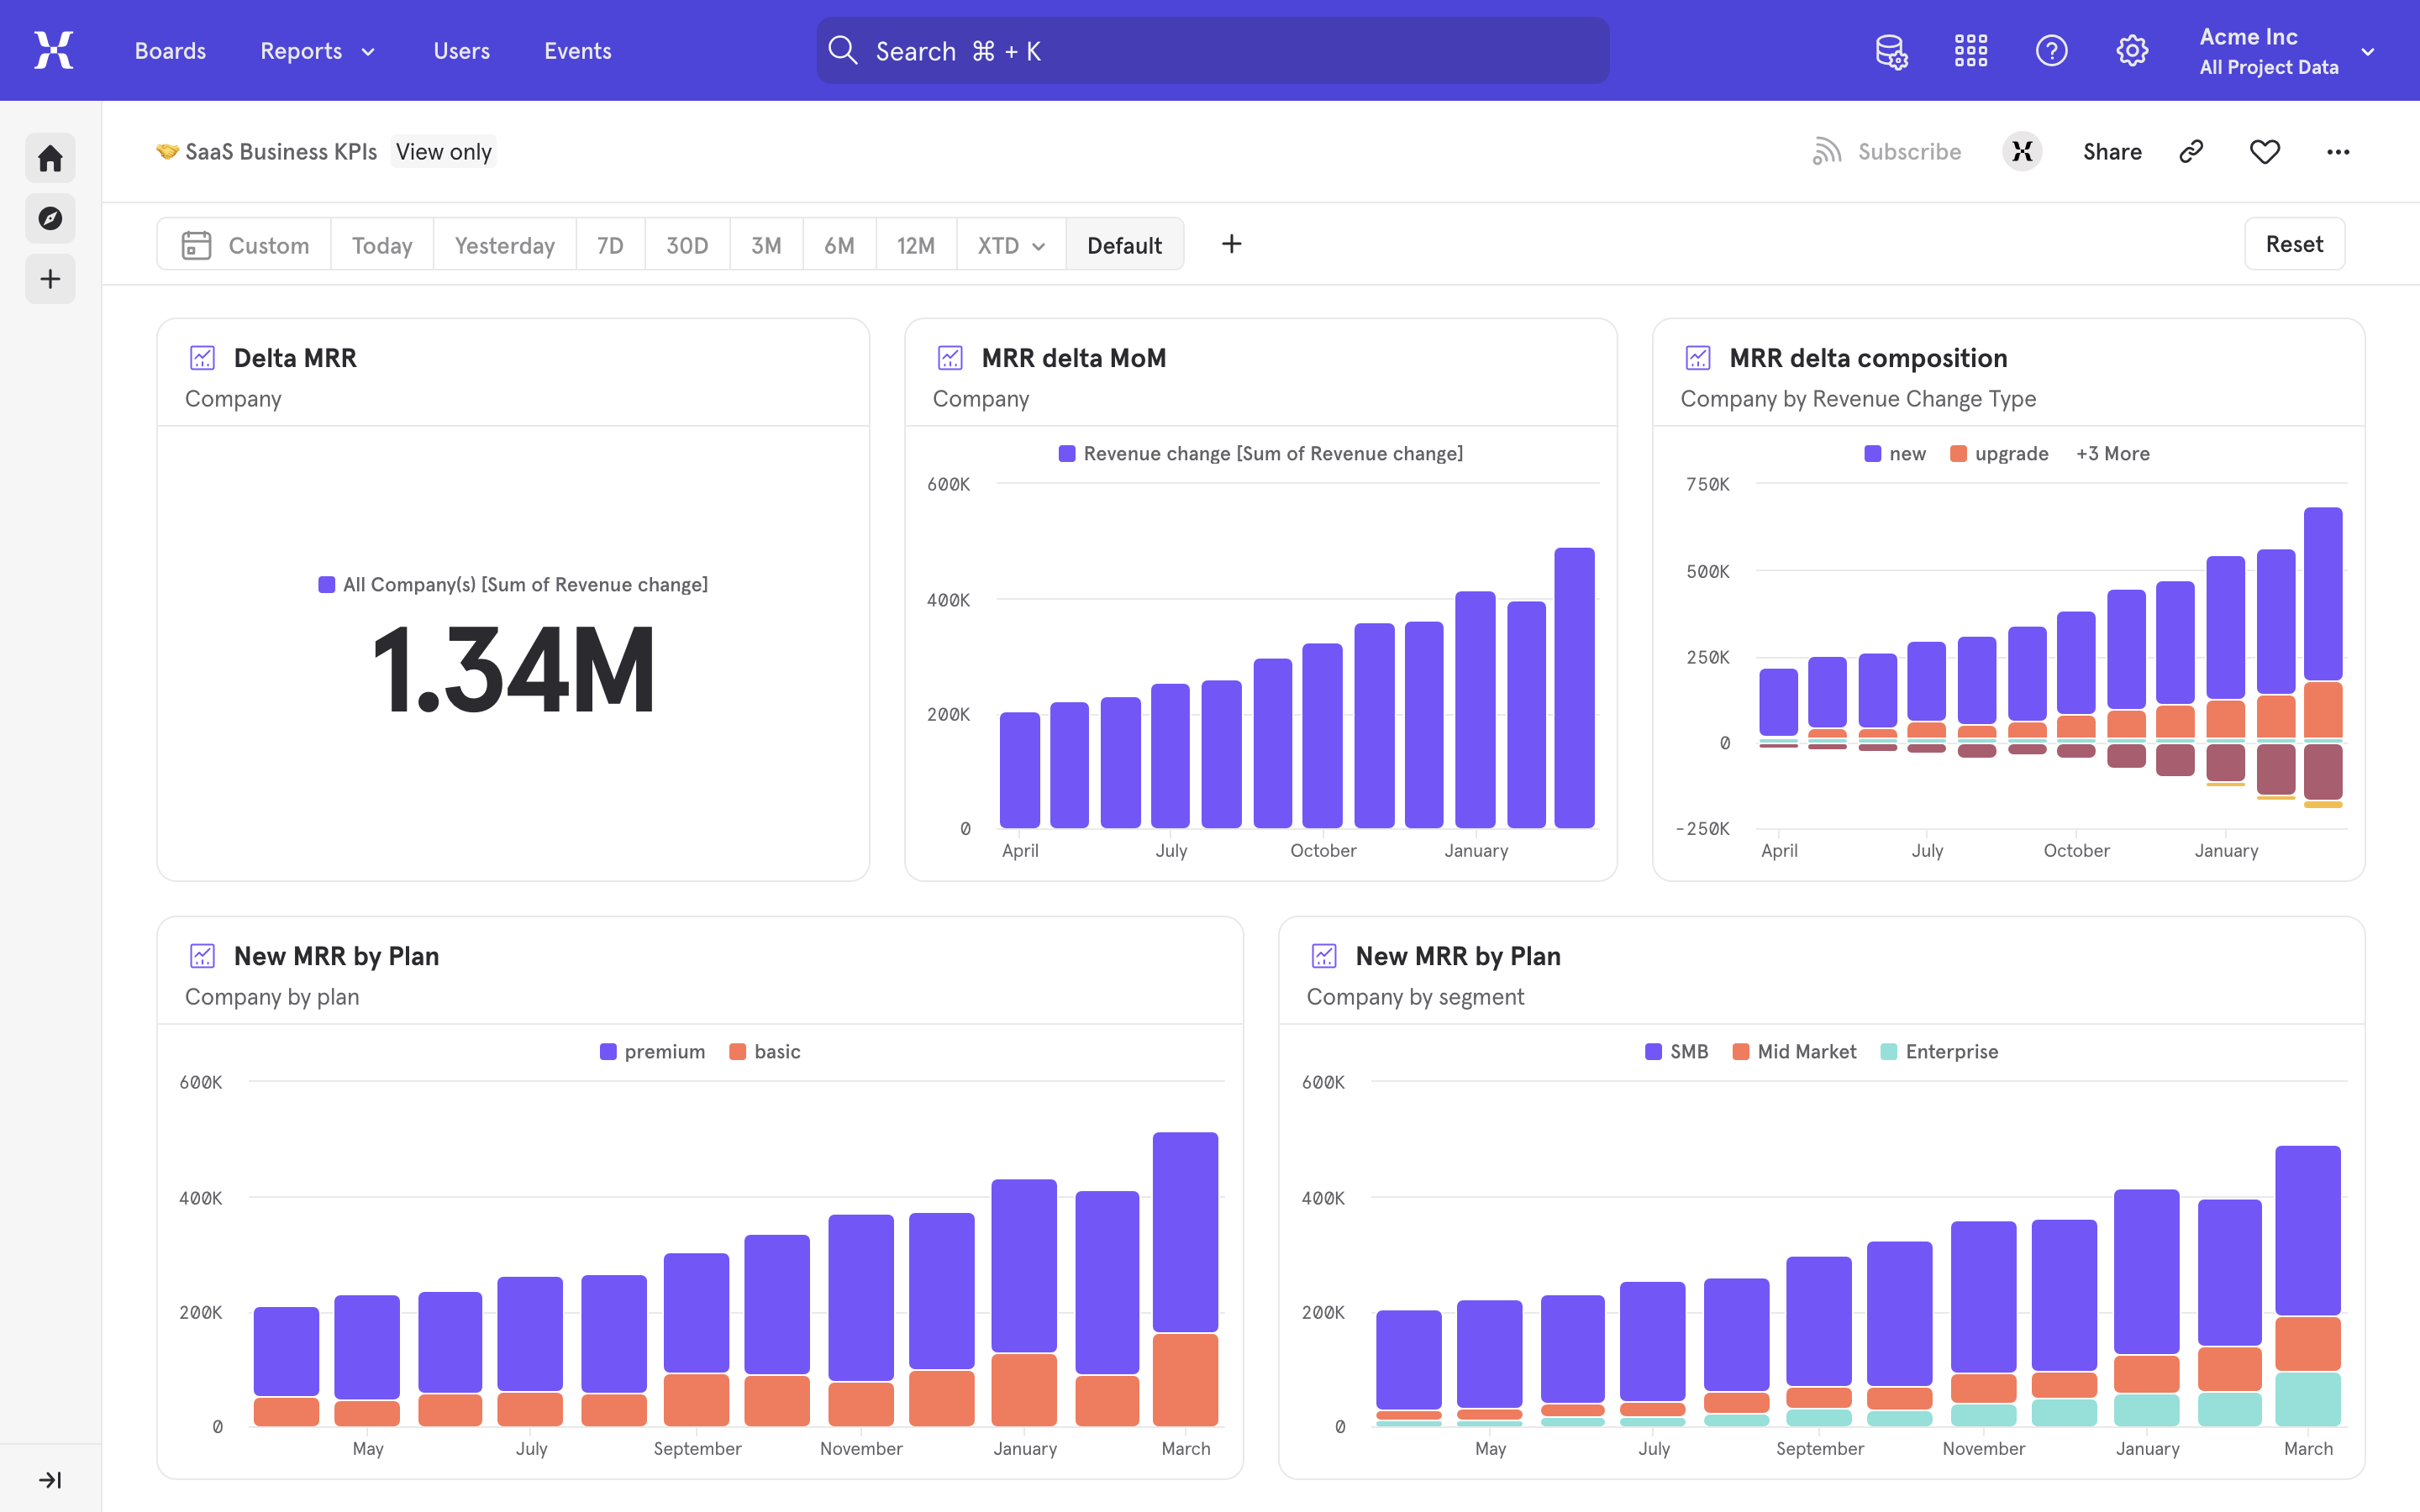 Boards Reports Users Events Search ⌘ + K Acme Inc
All Project Data
SaaS Business KPIs View only Subscribe Share
Custom Today Yesterday 7D 30D 3M 6M 12M XTD Default Reset
Delta MRR
Company
All Company(s) [Sum of Revenue change]
1.34M
MRR delta MoM
Company
Revenue change [Sum of Revenue change]
600K
400K
200K
0
April July October January
MRR delta composition
Company by Revenue Change Type
new upgrade +3 More
750K
500K
250K
0
-250K
April July October January
New MRR by Plan
Company by plan
premium basic
600K
400K
200K
0
May July September November January March
New MRR by Plan
Company by segment
SMB Mid Market Enterprise
600K
400K
200K
0
May July September November January March